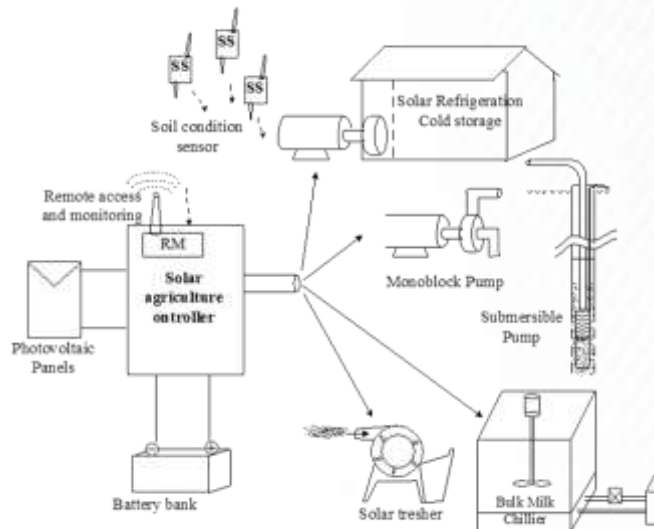 SS
SS
SS
Soil condition
sensor
Solar Refrigeration
Cold storage
Remote access
and monitoring
RM
Solar
agriculture
ontroller
Monoblock Pump
Submersible
Pump
Photovoltaic
Panels
Battery bank
Solar tresher
Bulk Milk
Chillier